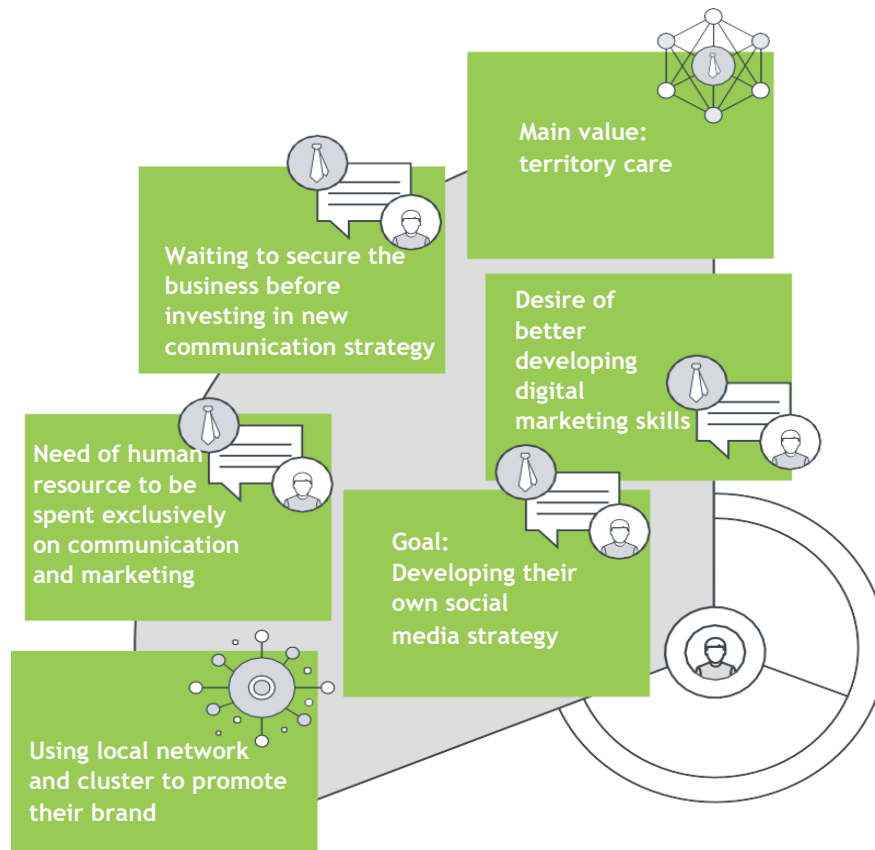 Main value:
territory care
Waiting to secure the
business before
investing in new
communication strategy
Desire of
better
developing
digital
marketing skills
Need of human
resource to be
spent exclusively
on communication
and marketing
Goal:
Developing their
own social
media strategy
Using local network
and cluster to promote
their brand